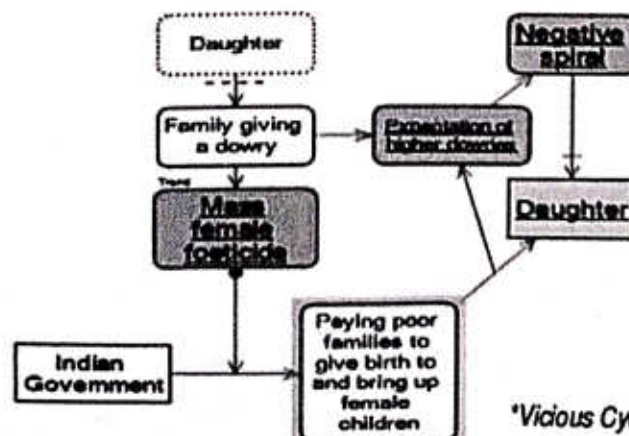 Daughter
Family giving
a dowry
Trend
Mass
female
foeticide
Indian
Government
Expectation of
higher dowries
Negative
spiral
Daughter
Paying poor
families to
give birth to
and bring up
female
children
"Vicious Cy